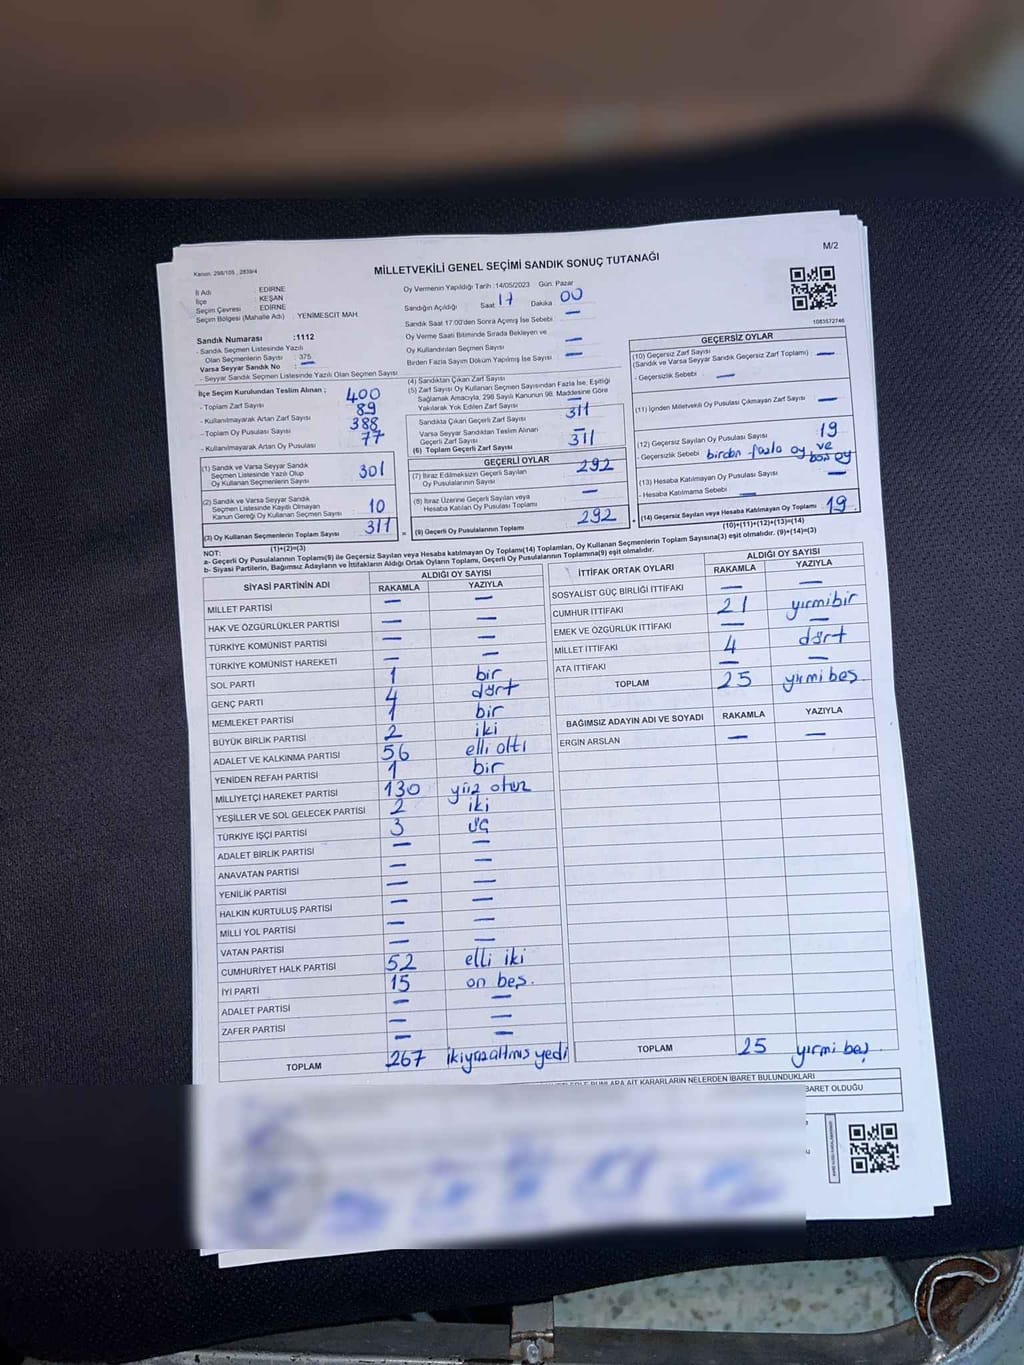 M/2
Kanun: 298/105 , 2839/4
MİLLETVEKİLİ GENEL SEÇİMİ SANDIK SONUÇ TUTANAĞI
İl Adı : EDİRNE
İlçe : KEŞAN
Seçim Çevresi : EDİRNE
Seçim Bölgesi (Mahalle Adı) : YENİMESCİT MAH.
Oy Vermenin Yapıldığı Tarih :14/05/2023 Gün: Pazar
Sandığın Açıldığı Saat 17 Dakika 00
Sandık Saat 17:00'den Sonra Açılmış İse Sebebi : —
Oy Verme Saati Bitiminde Sırada Bekleyen ve
Oy Kullandırılan Seçmen Sayısı —
Birden Fazla Sayım Döküm Yapılmış İse Sayısı —
1083572746
Sandık Numarası :1112
- Sandık Seçmen Listesinde Yazılı
Olan Seçmenlerin Sayısı : 375
Varsa Seyyar Sandık No : —
- Seyyar Sandık Seçmen Listesinde Yazılı Olan Seçmen Sayısı
İlçe Seçim Kurulundan Teslim Alınan ;
- Toplam Zarf Sayısı 400
- Kullanılmayarak Artan Zarf Sayısı 89
- Toplam Oy Pusulası Sayısı 388
- Kullanılmayarak Artan Oy Pusulası 77
(1) Sandık ve Varsa Seyyar Sandık
Seçmen Listesinde Yazılı Olup
Oy Kullanan Seçmen Sayısı 301
(2) Sandık ve Varsa Seyyar Sandık
Seçmen Listesinde Kayıtlı Olmayan
Kanun Gereği Oy Kullanan Seçmen Sayısı 10
(3) Oy Kullanan Seçmenlerin Toplam Sayısı 311
(1)+(2)=(3)
(4) Sandıktan Çıkan Zarf Sayısı
(5) Zarf Sayısı Oy Kullanan Seçmen Sayısından Fazla İse, Eşitliği
Sağlamak Amacıyla, 298 Sayılı Kanunun 98. Maddesine Göre
Yakılarak Yok Edilen Zarf Sayısı —
Sandıkta Çıkan Geçerli Zarf Sayısı 311
Varsa Seyyar Sandıktan Teslim Alınan
Geçerli Zarf Sayısı —
(6) Toplam Geçerli Zarf Sayısı 311
GEÇERLİ OYLAR
(7) İtiraz Edilmeksizin Geçerli Sayılan
Oy Pusulalarının Sayısı 292
(8) İtiraz Üzerine Geçerli Sayılan veya
Hesaba Katılan Oy Pusulası Toplamı —
= (9) Geçerli Oy Pusulalarının Toplamı 292
GEÇERSİZ OYLAR
(10) Geçersiz Zarf Sayısı
(Sandık ve Varsa Seyyar Sandık Geçersiz Zarf Toplamı) —
- Geçersizlik Sebebi : —
(11) İçinden Milletvekili Oy Pusulası Çıkmayan Zarf Sayısı —
(12) Geçersiz Sayılan Oy Pusulası Sayısı 19
- Geçersizlik Sebebi birden fazla oy ve boş oy
(13) Hesaba Katılmayan Oy Pusulası Sayısı —
- Hesaba Katılmama Sebebi : —
+ (14) Geçersiz Sayılan veya Hesaba Katılmayan Oy Toplamı 19.
(10)+(11)+(12)+(13)=(14)
NOT:
a- Geçerli Oy Pusulalarının Toplamı(9) ile Geçersiz Sayılan veya Hesaba katılmayan Oy Toplamı(14) Toplamları, Oy Kullanan Seçmenlerin Toplam Sayısına(3) eşit olmalıdır. (9)+(14)=(3)
b- Siyasi Partilerin, Bağımsız Adayların ve İttifakların Aldığı Ortak Oyların Toplamı, Geçerli Oy Pusulalarının Toplamına(9) eşit olmalıdır.
SİYASİ PARTİNİN ADI ALDIĞI OY SAYISI
RAKAMLA YAZIYLA
MİLLET PARTİSİ — —
HAK VE ÖZGÜRLÜKLER PARTİSİ — —
TÜRKİYE KOMÜNİST PARTİSİ — —
TÜRKİYE KOMÜNİST HAREKETİ — —
SOL PARTİ 1 bir
GENÇ PARTİ 4 dört
MEMLEKET PARTİSİ 1 bir
BÜYÜK BİRLİK PARTİSİ 2 iki
ADALET VE KALKINMA PARTİSİ 56 elli altı
YENİDEN REFAH PARTİSİ 1 bir
MİLLİYETÇİ HAREKET PARTİSİ 130 yüz otuz
YEŞİLLER VE SOL GELECEK PARTİSİ 2 iki
TÜRKİYE İŞÇİ PARTİSİ 3 üç
ADALET BİRLİK PARTİSİ — —
ANAVATAN PARTİSİ — —
YENİLİK PARTİSİ — —
HALKIN KURTULUŞ PARTİSİ — —
MİLLİ YOL PARTİSİ — —
VATAN PARTİSİ — —
CUMHURİYET HALK PARTİSİ 52 elli iki
İYİ PARTİ 15 on beş.
ADALET PARTİSİ — —
ZAFER PARTİSİ — —
— —
TOPLAM 267 ikiyüzaltmış yedi
İTTİFAK ORTAK OYLARI ALDIĞI OY SAYISI
RAKAMLA YAZIYLA
SOSYALİST GÜÇ BİRLİĞİ İTTİFAKI — —
CUMHUR İTTİFAKI 21 yirmibir
EMEK VE ÖZGÜRLÜK İTTİFAKI — —
MİLLET İTTİFAKI 4 dört
ATA İTTİFAKI — —
TOPLAM 25 yirmi beş
BAĞIMSIZ ADAYIN ADI VE SOYADI RAKAMLA YAZIYLA
ERGİN ARSLAN — —
TOPLAM 25 yirmi beş
BUNLARA AİT KARARLARIN NELERDEN İBARET BULUNDUKLARI
BARET OLDUĞU